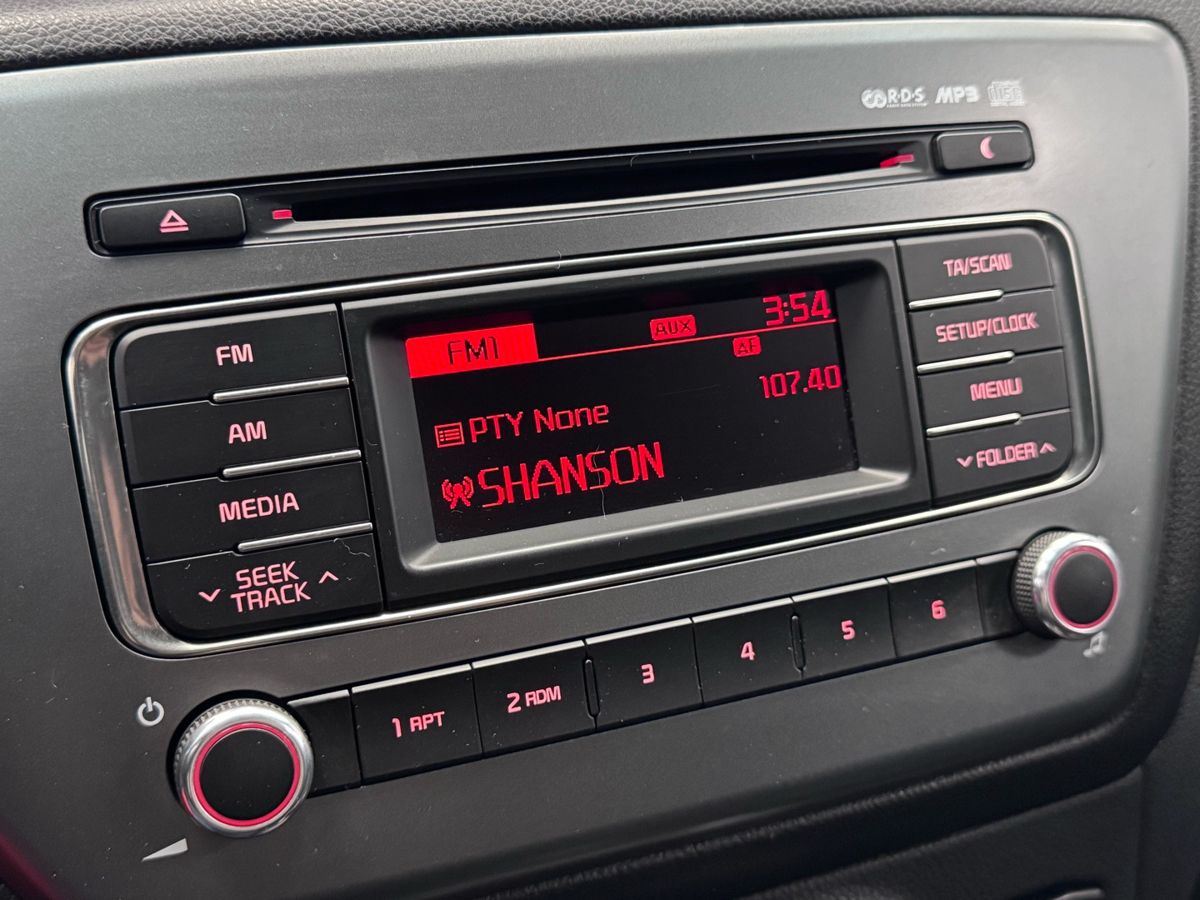 R·D·S MP3
TA/SCAN
SETUP/CLOCK
MENU
FOLDER
FM
AM
MEDIA
SEEK
TRACK
FM1 AUX 3:54
AF
107.40
PTY None
SHANSON
1 RPT 2 RDM 3 4 5 6